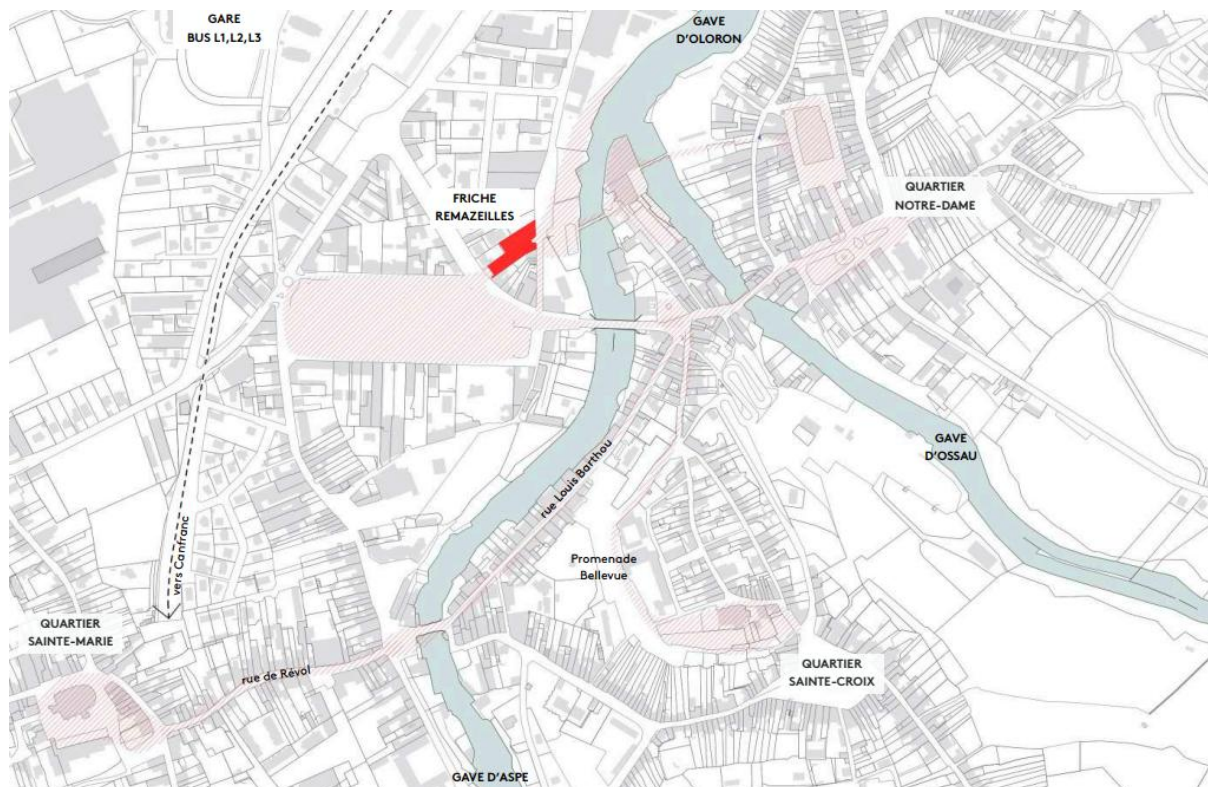 GARE
BUS L1,L2,L3
GAVE
D'OLORON
FRICHE
REMAZEILLES
QUARTIER
NOTRE-DAME
GAVE
D'OSSAU
rue Louis Barthou
Promenade
Bellevue
vers Canfranc
QUARTIER
SAINTE-MARIE
rue de Révol
QUARTIER
SAINTE-CROIX
GAVE D'ASPE